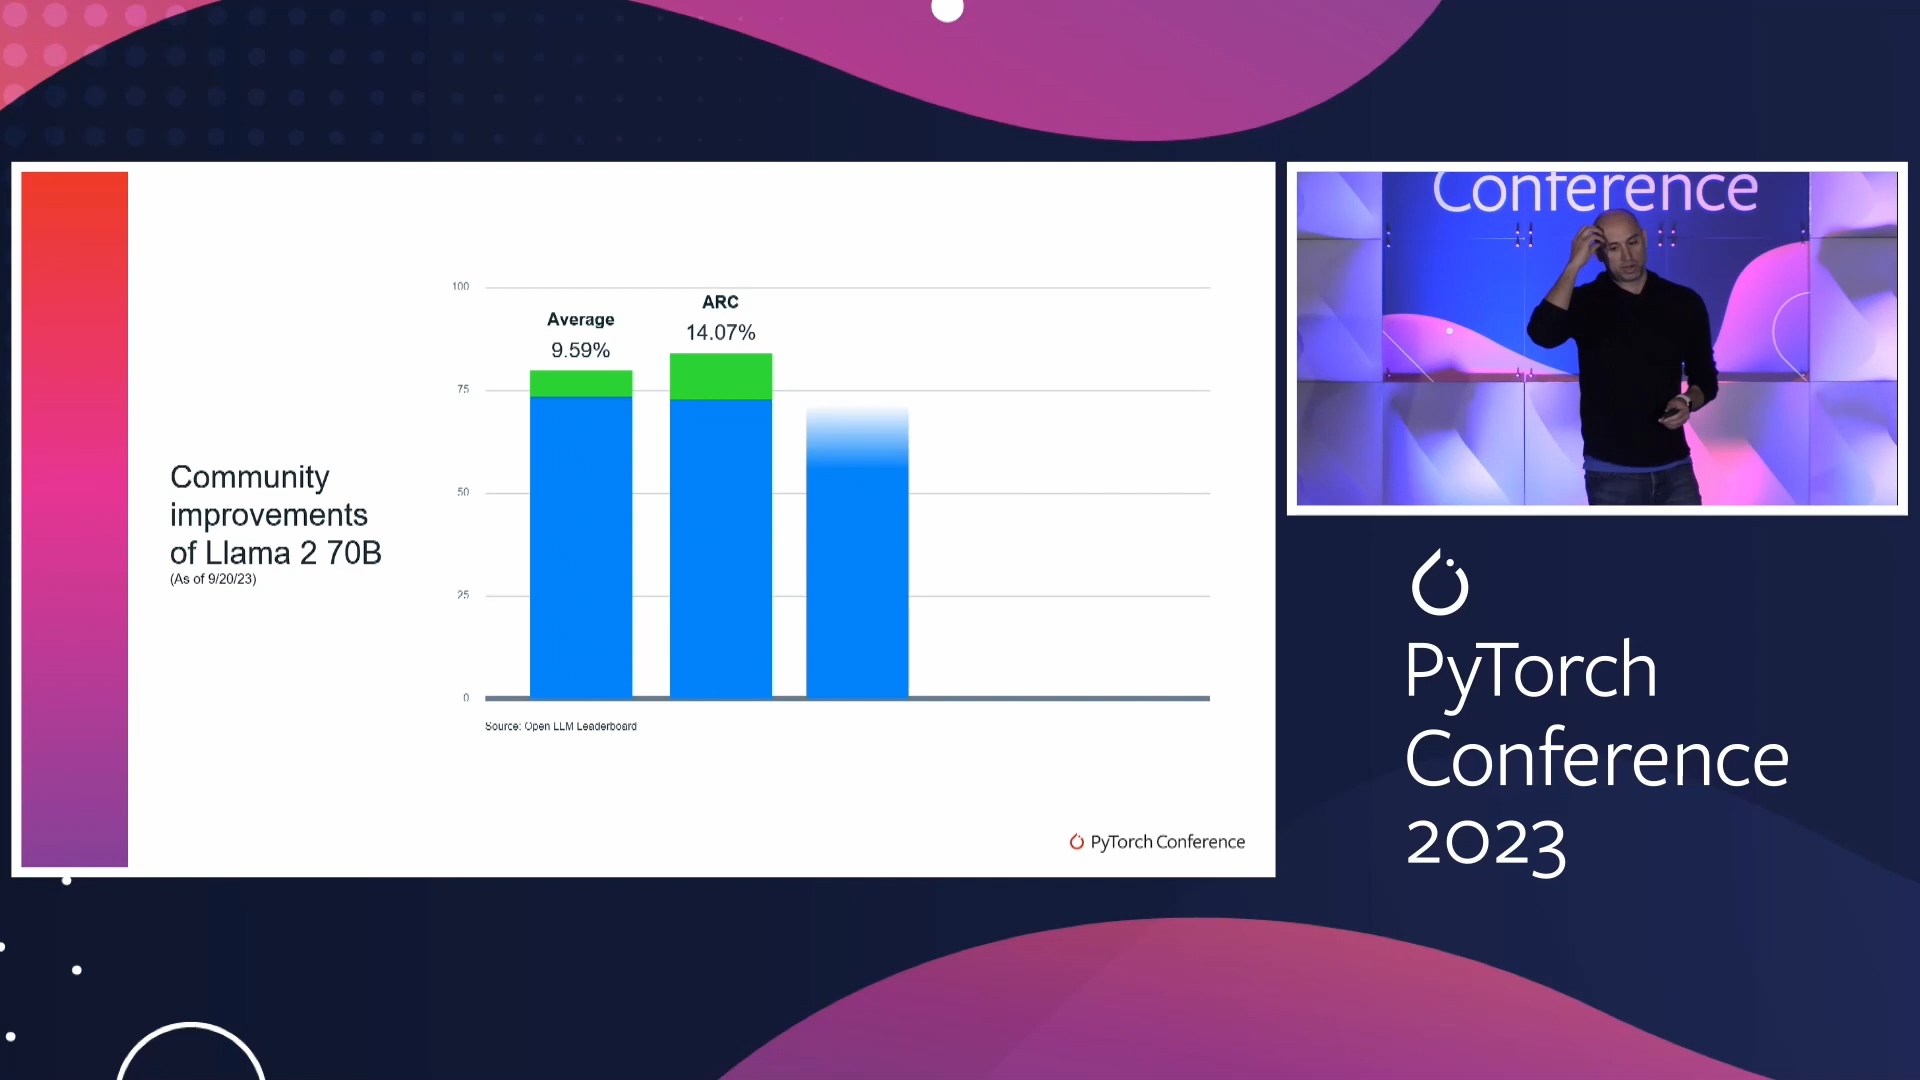 Community
improvements
of Llama 2 70B
(As of 9/20/23)
100
75
50
25
0
Average
9.59%
ARC
14.07%
Source: Open LLM Leaderboard
PyTorch Conference
Conference
PyTorch
Conference
2023